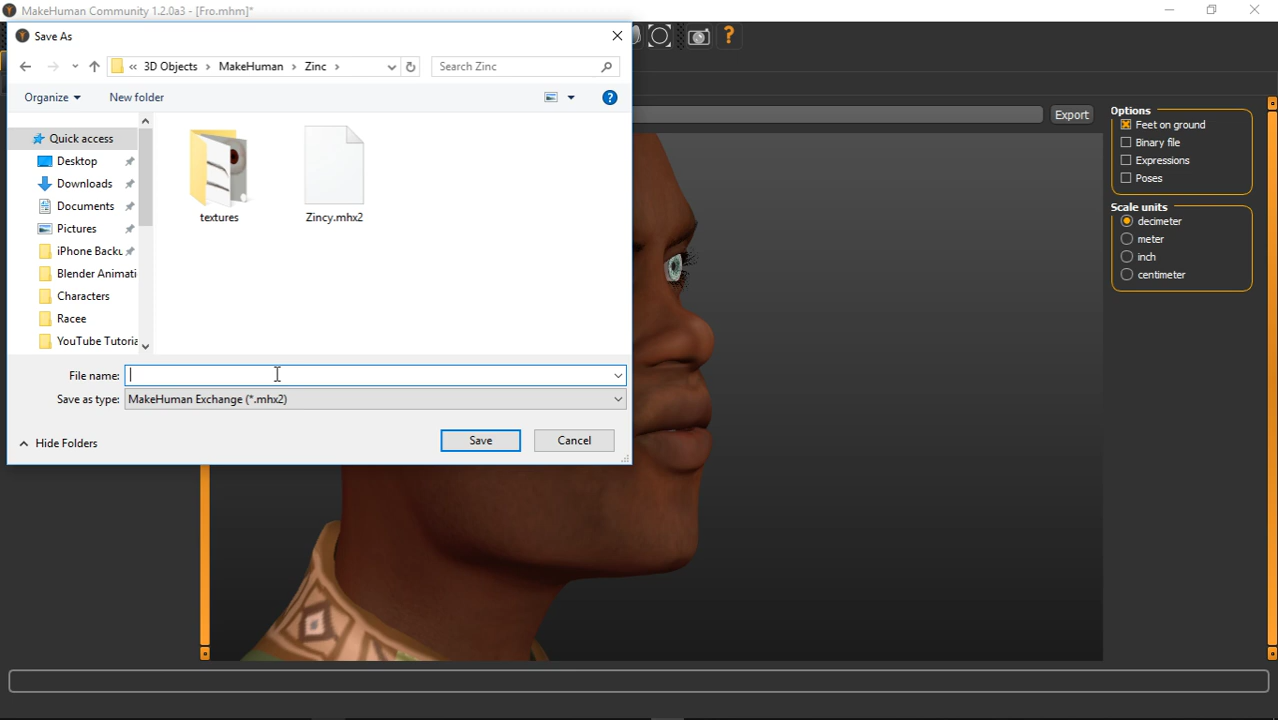 MakeHuman Community 1.2.0a3 - [Fro.mhm]*
Save As
« 3D Objects › MakeHuman › Zinc ›
Search Zinc
Organize
New folder
Quick access
Desktop
Downloads
Documents
Pictures
iPhone Backu
Blender Animati
Characters
Racee
YouTube Tutoria
textures
Zincy.mhx2
File name:
Save as type: MakeHuman Exchange (*.mhx2)
Hide Folders
Save
Cancel
Export
Options
Feet on ground
Binary file
Expressions
Poses
Scale units
decimeter
meter
inch
centimeter